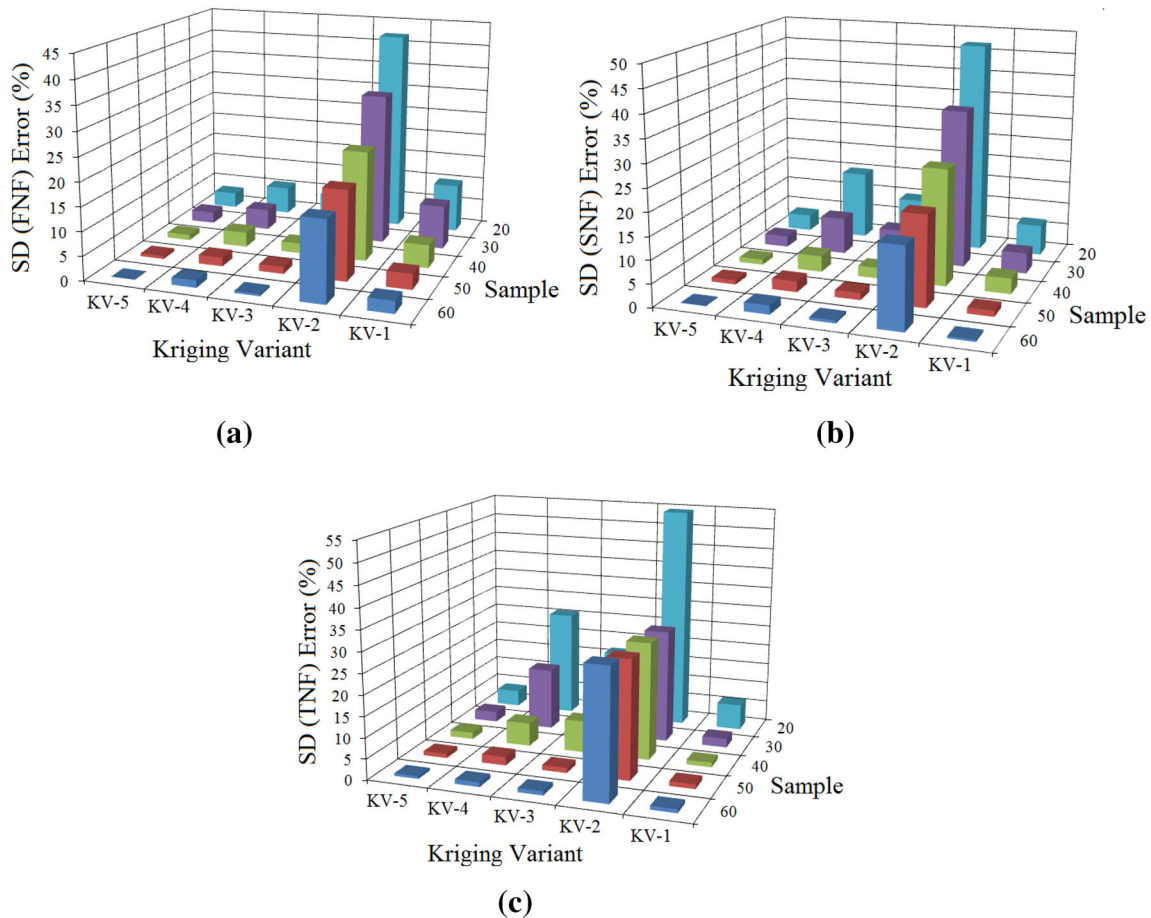 SD (FNF) Error (%)
45
40
35
30
25
20
15
10
5
0
KV-5
KV-4
KV-3
KV-2
KV-1
Kriging Variant
20
30
40
50
60
Sample
(a)
SD (SNF) Error (%)
50
45
40
35
30
25
20
15
10
5
0
KV-5
KV-4
KV-3
KV-2
KV-1
Kriging Variant
20
30
40
50
60
Sample
(b)
SD (TNF) Error (%)
55
50
45
40
35
30
25
20
15
10
5
0
KV-5
KV-4
KV-3
KV-2
KV-1
Kriging Variant
20
30
40
50
60
Sample
(c)